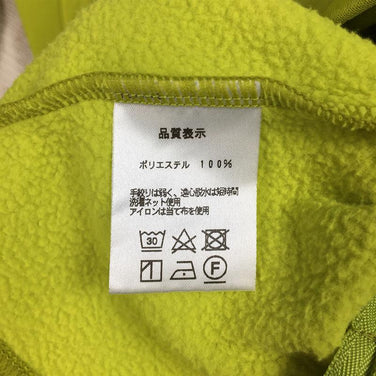 品質表示
ポリエステル 100%
手絞りは弱く、遠心脱水は短時間
洗濯ネット使用
アイロンは当て布を使用
30
F